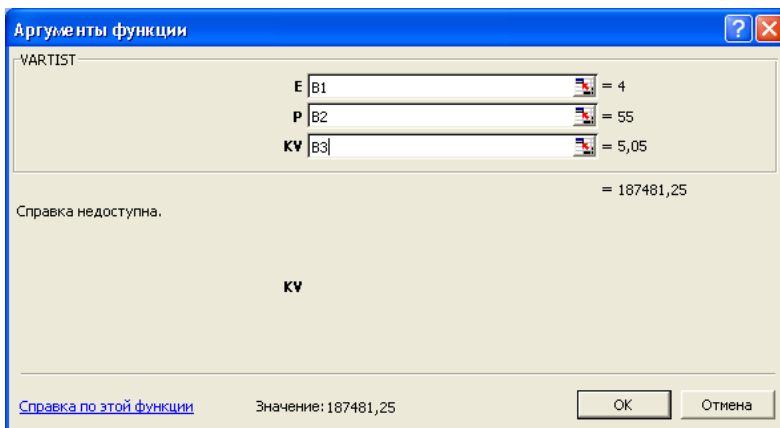 Аргументы функции
VARTIST
E B1 = 4
P B2 = 55
KV B3 = 5,05
= 187481,25
Справка недоступна.
KV
Справка по этой функции Значение: 187481,25 OK Отмена